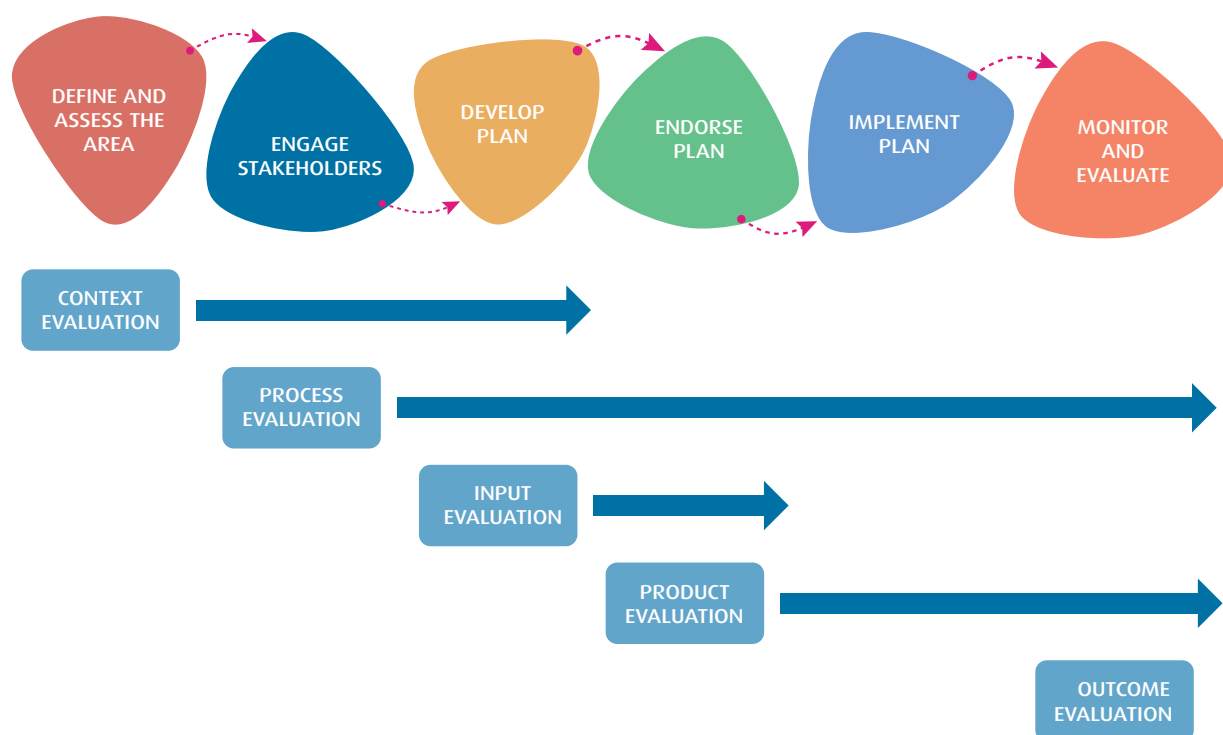 DEFINE AND
ASSESS THE
AREA
ENGAGE
STAKEHOLDERS
DEVELOP
PLAN
ENDORSE
PLAN
IMPLEMENT
PLAN
MONITOR
AND
EVALUATE
CONTEXT
EVALUATION
PROCESS
EVALUATION
INPUT
EVALUATION
PRODUCT
EVALUATION
OUTCOME
EVALUATION